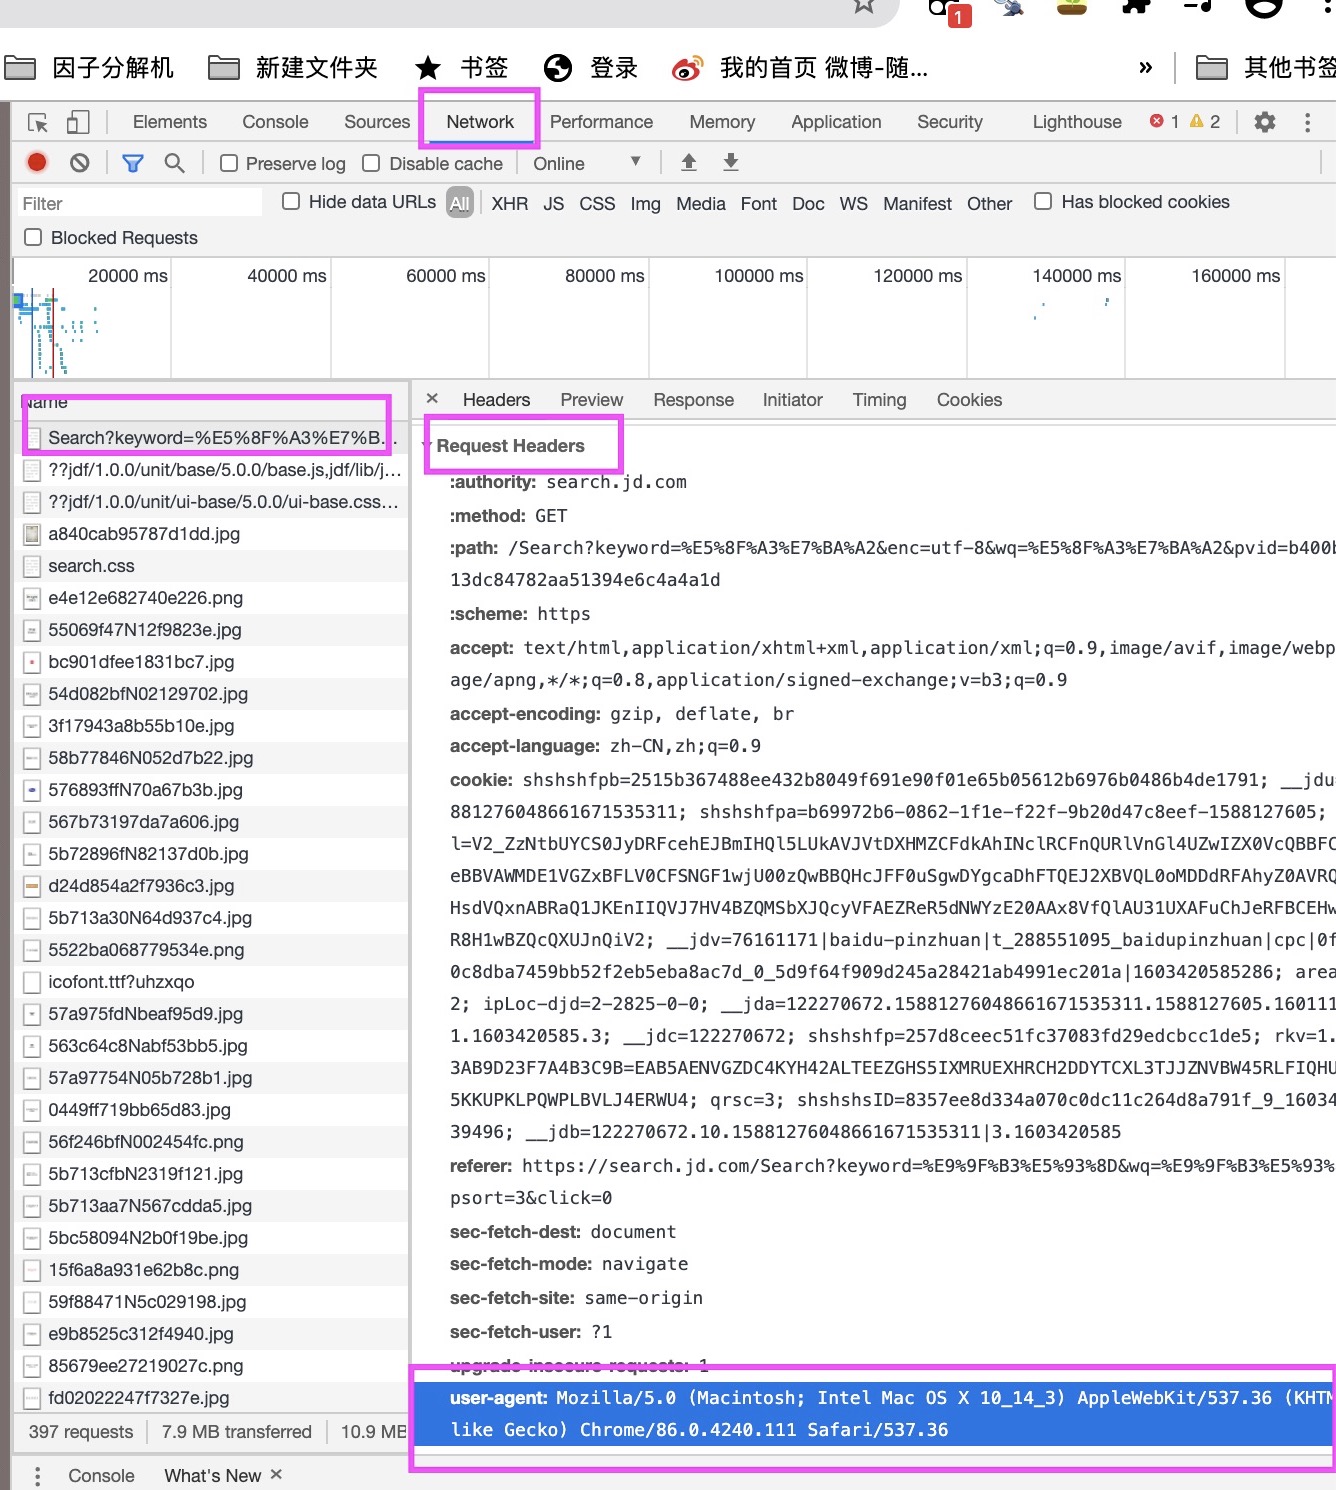 1
因子分解机 新建文件夹 书签 登录 我的首页 微博-随... » 其他书签
Elements Console Sources Network Performance Memory Application Security Lighthouse 1 2
Preserve log Disable cache Online
Filter Hide data URLs All XHR JS CSS Img Media Font Doc WS Manifest Other Has blocked cookies
Blocked Requests
20000 ms 40000 ms 60000 ms 80000 ms 100000 ms 120000 ms 140000 ms 160000 ms
Name
Search?keyword=%E5%8F%A3%E7%B...
??jdf/1.0.0/unit/base/5.0.0/base.js,jdf/lib/j...
??jdf/1.0.0/unit/ui-base/5.0.0/ui-base.css...
a840cab95787d1dd.jpg
search.css
e4e12e682740e226.png
55069f47N12f9823e.jpg
bc901dfee1831bc7.jpg
54d082bfN02129702.jpg
3f17943a8b55b10e.jpg
58b77846N052d7b22.jpg
576893ffN70a67b3b.jpg
567b73197da7a606.jpg
5b72896fN82137d0b.jpg
d24d854a2f7936c3.jpg
5b713a30N64d937c4.jpg
5522ba068779534e.png
icofont.ttf?uhzxqo
57a975fdNbeaf95d9.jpg
563c64c8Nabf53bb5.jpg
57a97754N05b728b1.jpg
0449ff719bb65d83.jpg
56f246bfN002454fc.png
5b713cfbN2319f121.jpg
5b713aa7N567cdda5.jpg
5bc58094N2b0f19be.jpg
15f6a8a931e62b8c.png
59f88471N5c029198.jpg
e9b8525c312f4940.jpg
85679ee27219027c.png
fd02022247f7327e.jpg
397 requests 7.9 MB transferred 10.9 MB
× Headers Preview Response Initiator Timing Cookies
Request Headers
:authority: search.jd.com
:method: GET
:path: /Search?keyword=%E5%8F%A3%E7%BA%A2&enc=utf-8&wq=%E5%8F%A3%E7%BA%A2&pvid=b400b
13dc84782aa51394e6c4a4a1d
:scheme: https
accept: text/html,application/xhtml+xml,application/xml;q=0.9,image/avif,image/webp
age/apng,*/*;q=0.8,application/signed-exchange;v=b3;q=0.9
accept-encoding: gzip, deflate, br
accept-language: zh-CN,zh;q=0.9
cookie: shshshfpb=2515b367488ee432b8049f691e90f01e65b05612b6976b0486b4de1791; __jdu=
8812760486616715​35311; shshshfpa=b69972b6-0862-1f1e-f22f-9b20d47c8eef-1588127605;
l=V2_ZzNtbUYCS0JyDRFcehEJBmIHQl5LUkAVJVtDXHMZCFdkAhINclRCFnQURlVnGl4UZwIZX0VcQBBFC
eBBVAWMDE1VGZxBFLV0CFSNGF1wjU00zQwBBQHcJFF0uSgwDYgcaDhFTQEJ2XBVQL0oMDDdRFAhyZ0AVRQ
HsdVQxnABRaQ1JKEnIIQVJ7HV4BZQMSbXJQcyVFAEZReR5dNWYzE20AAx8VfQlAU31UXAFuChJeRFBCEHw
R8H1wBZQcQXUJnQiV2; __jdv=76161171|baidu-pinzhuan|t_288551095_baidupinzhuan|cpc|0f
0c8dba7459bb52f2eb5eba8ac7d_0_5d9f64f909d245a28421ab4991ec201a|1603420585286; area
2; ipLoc-djd=2-2825-0-0; __jda=122270672.15881276048661671535311.1588127605.160111
1.1603420585.3; __jdc=122270672; shshshfp=257d8ceec51fc37083fd29edcbcc1de5; rkv=1.
3AB9D23F7A4B3C9B=EAB5AENVGZDC4KYH42ALTEEZGHS5IXMRUEXHRCH2DDYTCXL3TJJZNVBW45RLFIQHU
5KKUPKLPQWPLBVLJ4ERWU4; qrsc=3; shshshsID=8357ee8d334a070c0dc11c264d8a791f_9_16034
39496; __jdb=122270672.10.15881276048661671535311|3.1603420585
referer: https://search.jd.com/Search?keyword=%E9%9F%B3%E5%93%8D&wq=%E9%9F%B3%E5%93%
psort=3&click=0
sec-fetch-dest: document
sec-fetch-mode: navigate
sec-fetch-site: same-origin
sec-fetch-user: ?1
upgrade-insecure-requests: 1
user-agent: Mozilla/5.0 (Macintosh; Intel Mac OS X 10_14_3) AppleWebKit/537.36 (KHTM
like Gecko) Chrome/86.0.4240.111 Safari/537.36
Console What's New ×